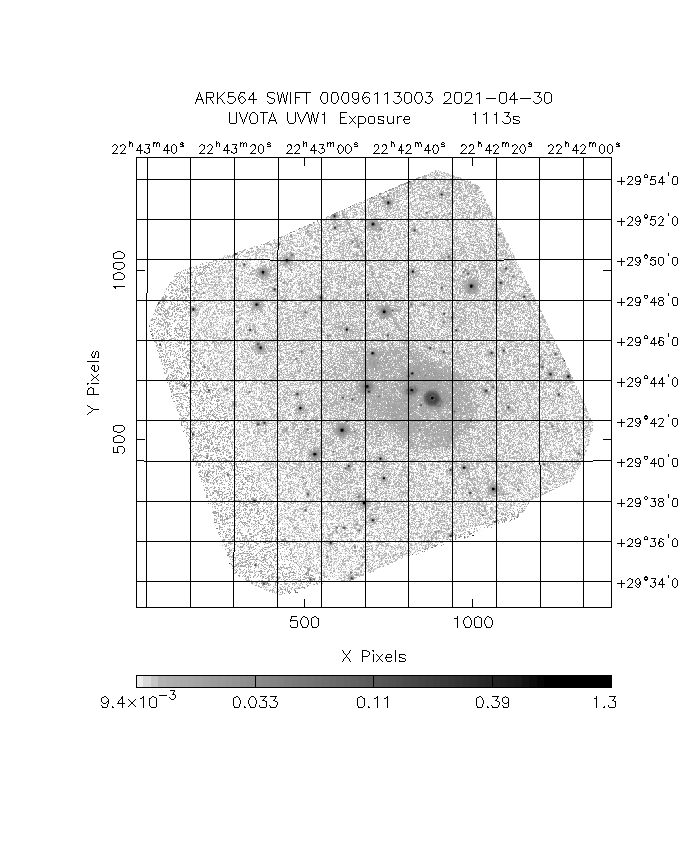 ARK564 SWIFT 00096113003 2021-04-30
UVOTA UVW1 Exposure 1113s
22ʰ43ᵐ40ˢ 22ʰ43ᵐ20ˢ 22ʰ43ᵐ00ˢ 22ʰ42ᵐ40ˢ 22ʰ42ᵐ20ˢ 22ʰ42ᵐ00ˢ
+29°54'0
+29°52'0
+29°50'0
1000
+29°48'0
+29°46'0
Y Pixels
+29°44'0
+29°42'0
500
+29°40'0
+29°38'0
+29°36'0
+29°34'0
500 1000
X Pixels
9.4×10⁻³ 0.033 0.11 0.39 1.3